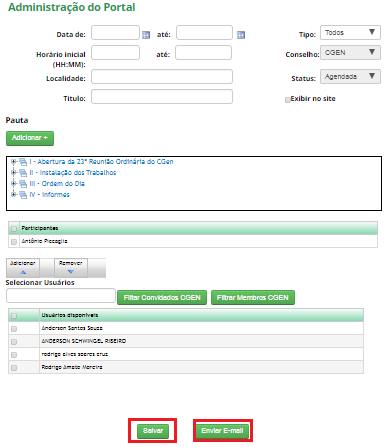 Administração do Portal
Data de: até: Tipo: Todos
Horário inicial (HH:MM): até: Conselho: CGEN
Localidade: Status: Agendada
Título: Exibir no site
Pauta
Adicionar +
I - Abertura da 23ª Reunião Ordinária do CGen
II - Instalação dos Trabalhos
III - Ordem do Dia
IV - Informes
Participantes
Antônio Piccaglia
Adicionar Remover
Selecionar Usuários
Filtar Convidados CGEN Filtrar Membros CGEN
Usuários disponíveis
Anderson Santos Sousa
ANDERSON SCHWINGEL RIBEIRO
rodrigo alves soares cruz
Rodrigo Amato Moreira
Salvar Enviar E-mail